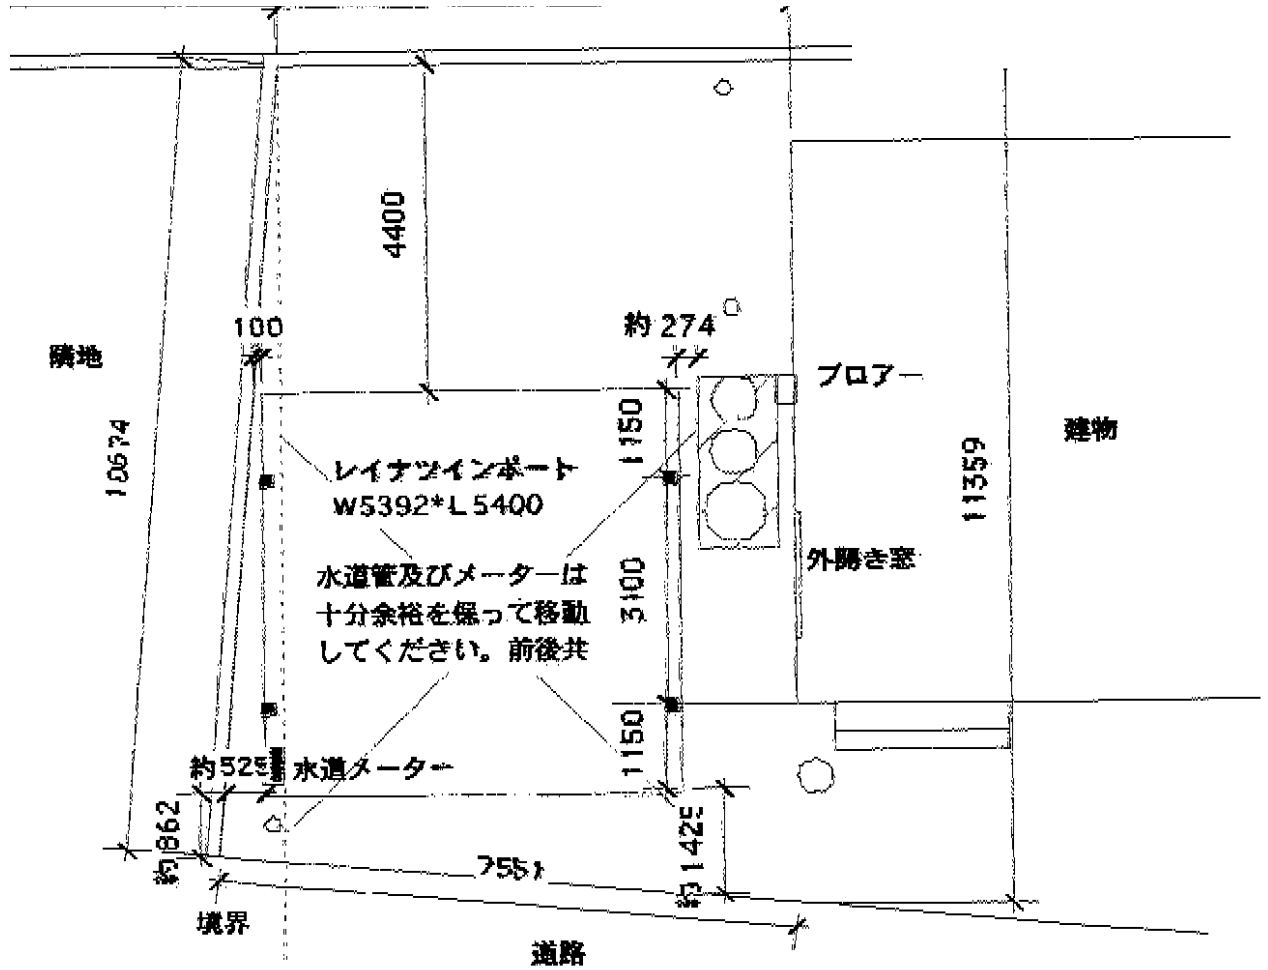 4400
100
約274
隣地
ブロアー
1150
建物
10674
レイナツインポート
W5392*L5400
11359
外開き窓
水道管及びメーターは
十分余裕を保って移動
してください。前後共
3100
1150
約525
水道メーター
約862
約1425
7551
境界
道路